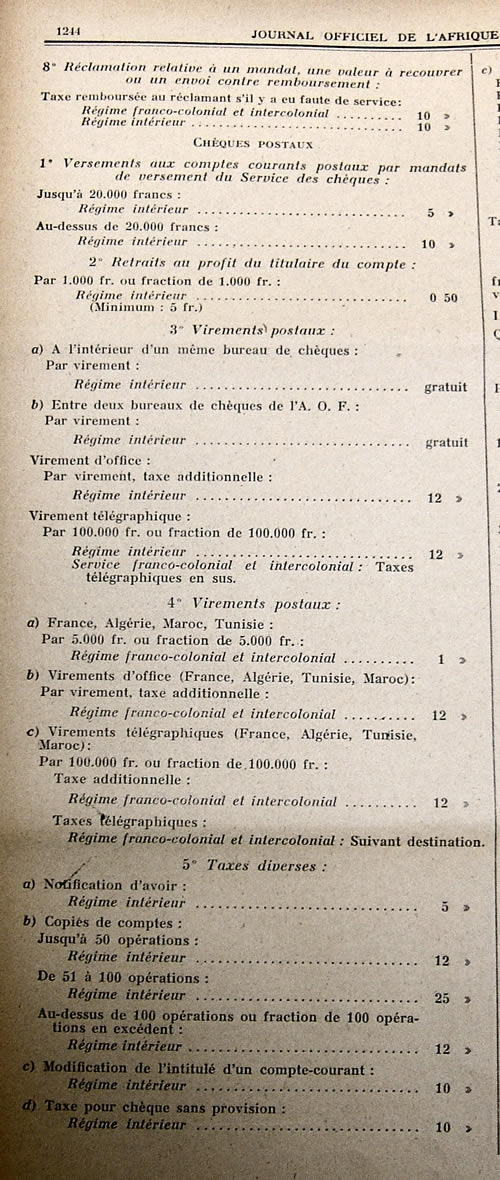 1244 JOURNAL OFFICIEL DE L'AFRIQUE
8° Réclamation relative à un mandat, une valeur à recouvrer
ou un envoi contre remboursement :
Taxe remboursée au réclamant s'il y a eu faute de service:
Régime franco-colonial et intercolonial .......... 10 »
Régime intérieur .......... 10 »
CHÈQUES POSTAUX
1° Versements aux comptes courants postaux par mandats
de versement du Service des chèques :
Jusqu'à 20.000 francs :
Régime intérieur .......... 5 »
Au-dessus de 20.000 francs :
Régime intérieur .......... 10 »
2° Retraits au profit du titulaire du compte :
Par 1.000 fr. ou fraction de 1.000 fr. :
Régime intérieur .......... 0 50
(Minimum : 5 fr.)
3° Virements postaux :
a) A l'intérieur d'un même bureau de chèques :
Par virement :
Régime intérieur .......... gratuit
b) Entre deux bureaux de chèques de l'A. O. F. :
Par virement :
Régime intérieur .......... gratuit
Virement d'office :
Par virement, taxe additionnelle :
Régime intérieur .......... 12 »
Virement télégraphique :
Par 100.000 fr. ou fraction de 100.000 fr. :
Régime intérieur .......... 12 »
Service franco-colonial et intercolonial : Taxes
télégraphiques en sus.
4° Virements postaux :
a) France, Algérie, Maroc, Tunisie :
Par 5.000 fr. ou fraction de 5.000 fr. :
Régime franco-colonial et intercolonial .......... 1 »
b) Virements d'office (France, Algérie, Tunisie, Maroc):
Par virement, taxe additionnelle :
Régime franco-colonial et intercolonial .......... 12 »
c) Virements télégraphiques (France, Algérie, Tunisie,
Maroc):
Par 100.000 fr. ou fraction de 100.000 fr. :
Taxe additionnelle :
Régime franco-colonial et intercolonial .......... 12 »
Taxes télégraphiques :
Régime franco-colonial et intercolonial : Suivant destination.
5° Taxes diverses :
a) Notification d'avoir :
Régime intérieur .......... 5 »
b) Copiés de comptes :
Jusqu'à 50 opérations :
Régime intérieur .......... 12 »
De 51 à 100 opérations :
Régime intérieur .......... 25 »
Au-dessus de 100 opérations ou fraction de 100 opéra-
tions en excédent :
Régime intérieur .......... 12 »
c) Modification de l'intitulé d'un compte-courant :
Régime intérieur .......... 10 »
d) Taxe pour chèque sans provision :
Régime intérieur .......... 10 »